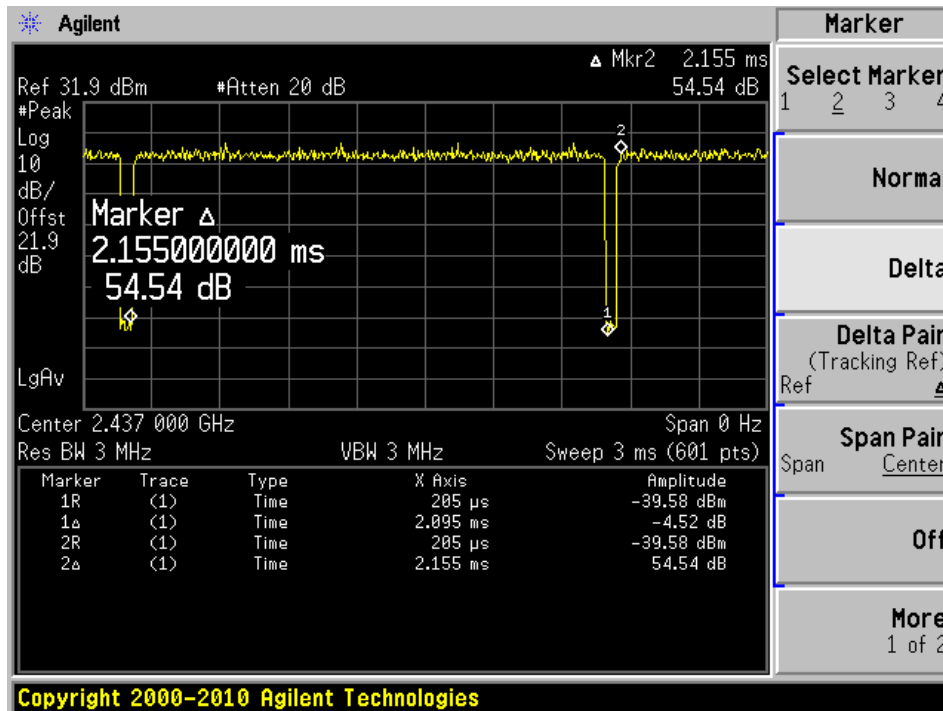 Agilent
Marker
Δ Mkr2 2.155 ms
Ref 31.9 dBm #Atten 20 dB 54.54 dB
#Peak
Log
10
dB/
Offst
21.9
dB
LgAv
2
Marker Δ
2.155000000 ms
54.54 dB
1
Center 2.437 000 GHz Span 0 Hz
Res BW 3 MHz VBW 3 MHz Sweep 3 ms (601 pts)
Marker Trace Type X Axis Amplitude
1R (1) Time 205 µs -39.58 dBm
1Δ (1) Time 2.095 ms -4.52 dB
2R (1) Time 205 µs -39.58 dBm
2Δ (1) Time 2.155 ms 54.54 dB
Select Marker
1 2 3 4
Norma
Delta
Delta Pair
(Tracking Ref)
Ref Δ
Span Pair
Span Center
Off
More
1 of 2
Copyright 2000-2010 Agilent Technologies